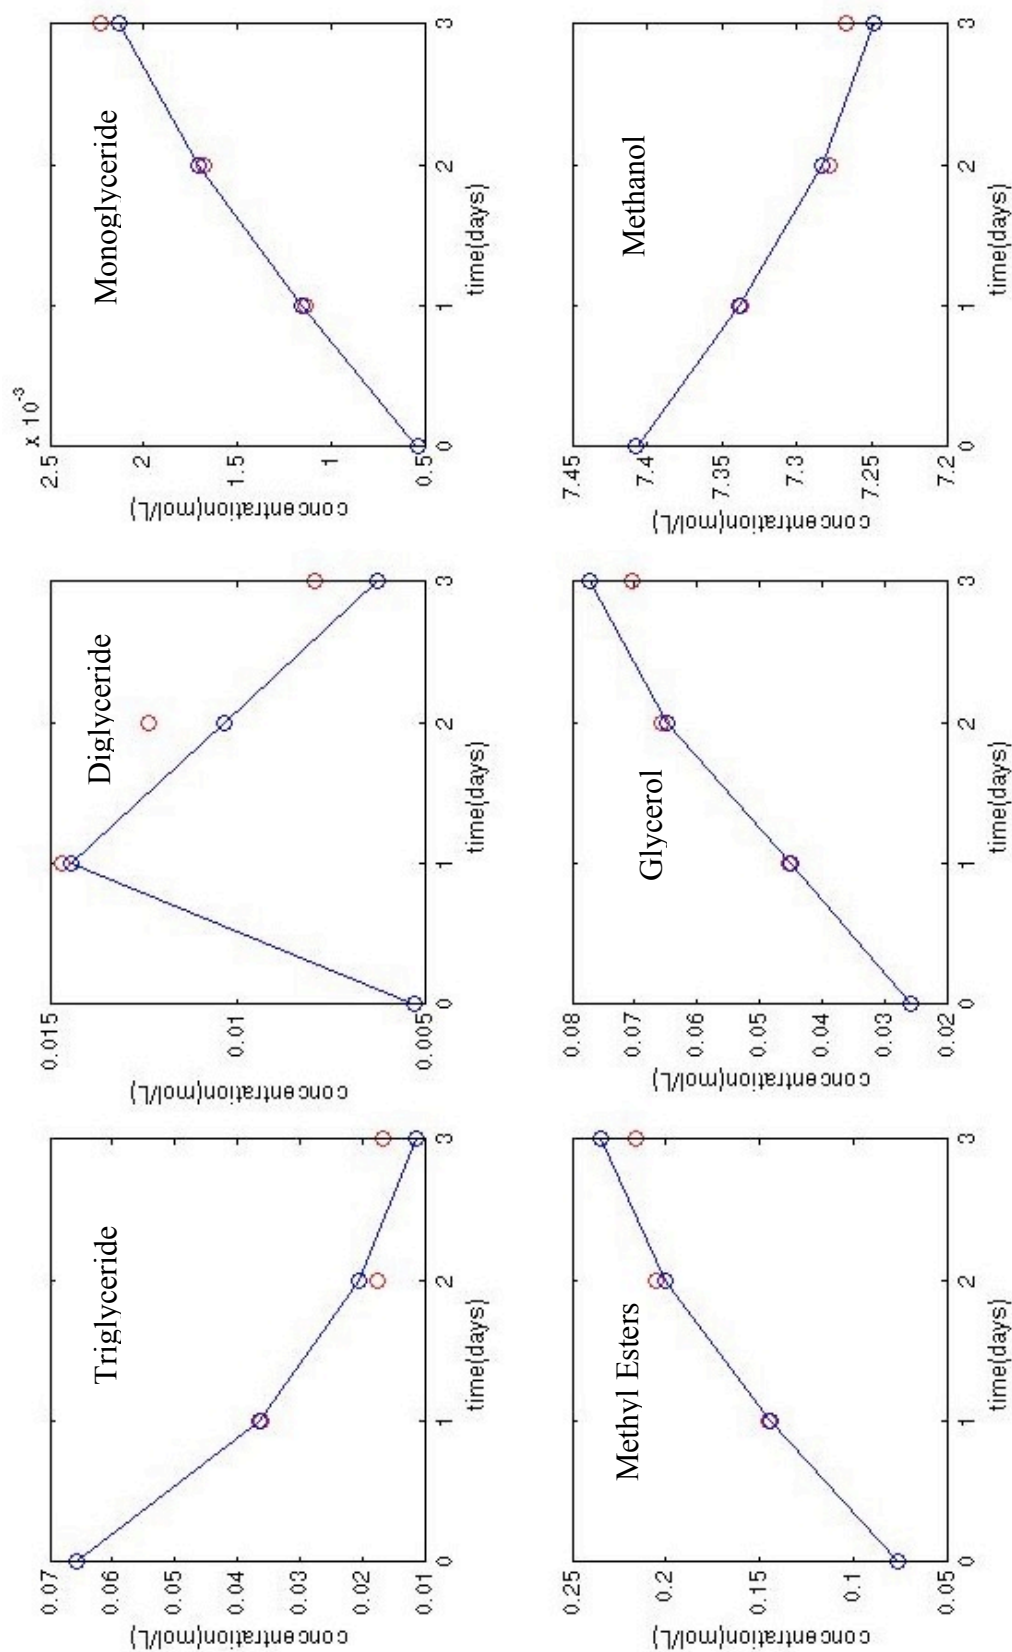 Triglyceride
0.07
0.06
0.05
0.04
0.03
0.02
0.01
concentration(mol/L)
0 1 2 3
time(days)
Diglyceride
0.015
0.01
0.005
concentration(mol/L)
0 1 2 3
time(days)
Monoglyceride
x 10-3
2.5
2
1.5
1
0.5
concentration(mol/L)
0 1 2 3
time(days)
Methyl Esters
0.25
0.2
0.15
0.1
0.05
concentration(mol/L)
0 1 2 3
time(days)
Glycerol
0.08
0.07
0.06
0.05
0.04
0.03
0.02
concentration(mol/L)
0 1 2 3
time(days)
Methanol
7.45
7.4
7.35
7.3
7.25
7.2
concentration(mol/L)
0 1 2 3
time(days)